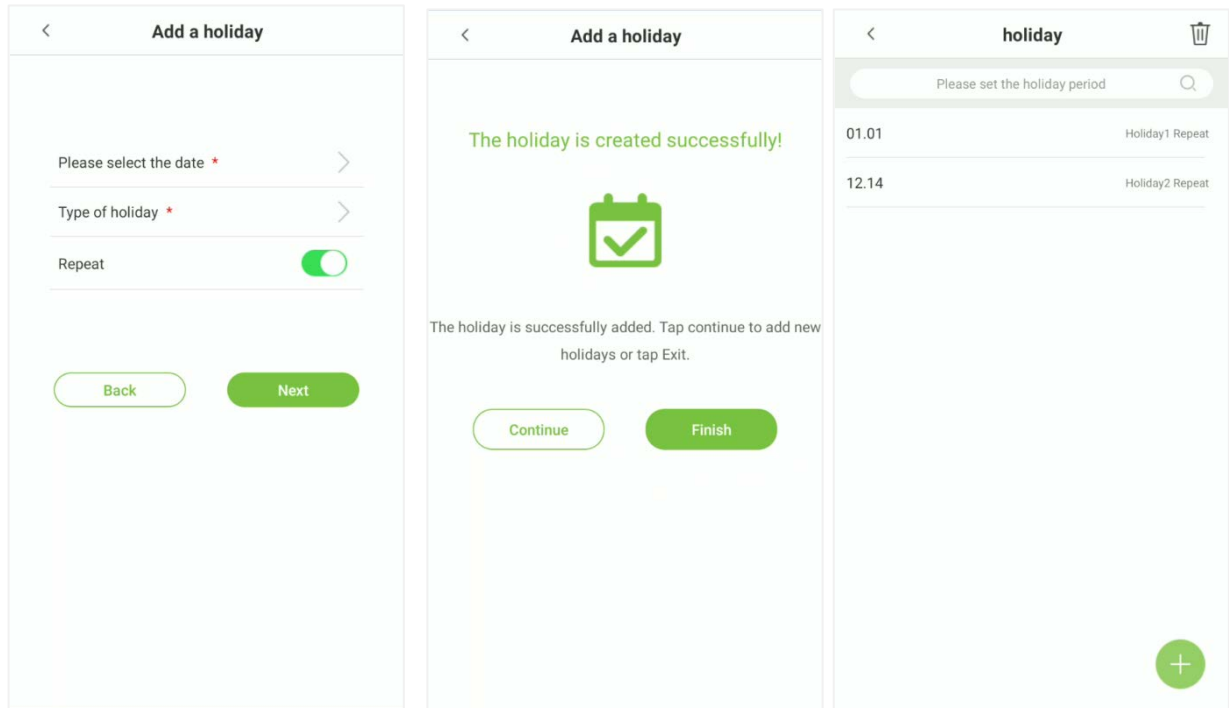 Add a holiday
Please select the date *
Type of holiday *
Repeat
Back
Next
Add a holiday
The holiday is created successfully!
The holiday is successfully added. Tap continue to add new
holidays or tap Exit.
Continue
Finish
holiday
Please set the holiday period
01.01 Holiday1 Repeat
12.14 Holiday2 Repeat